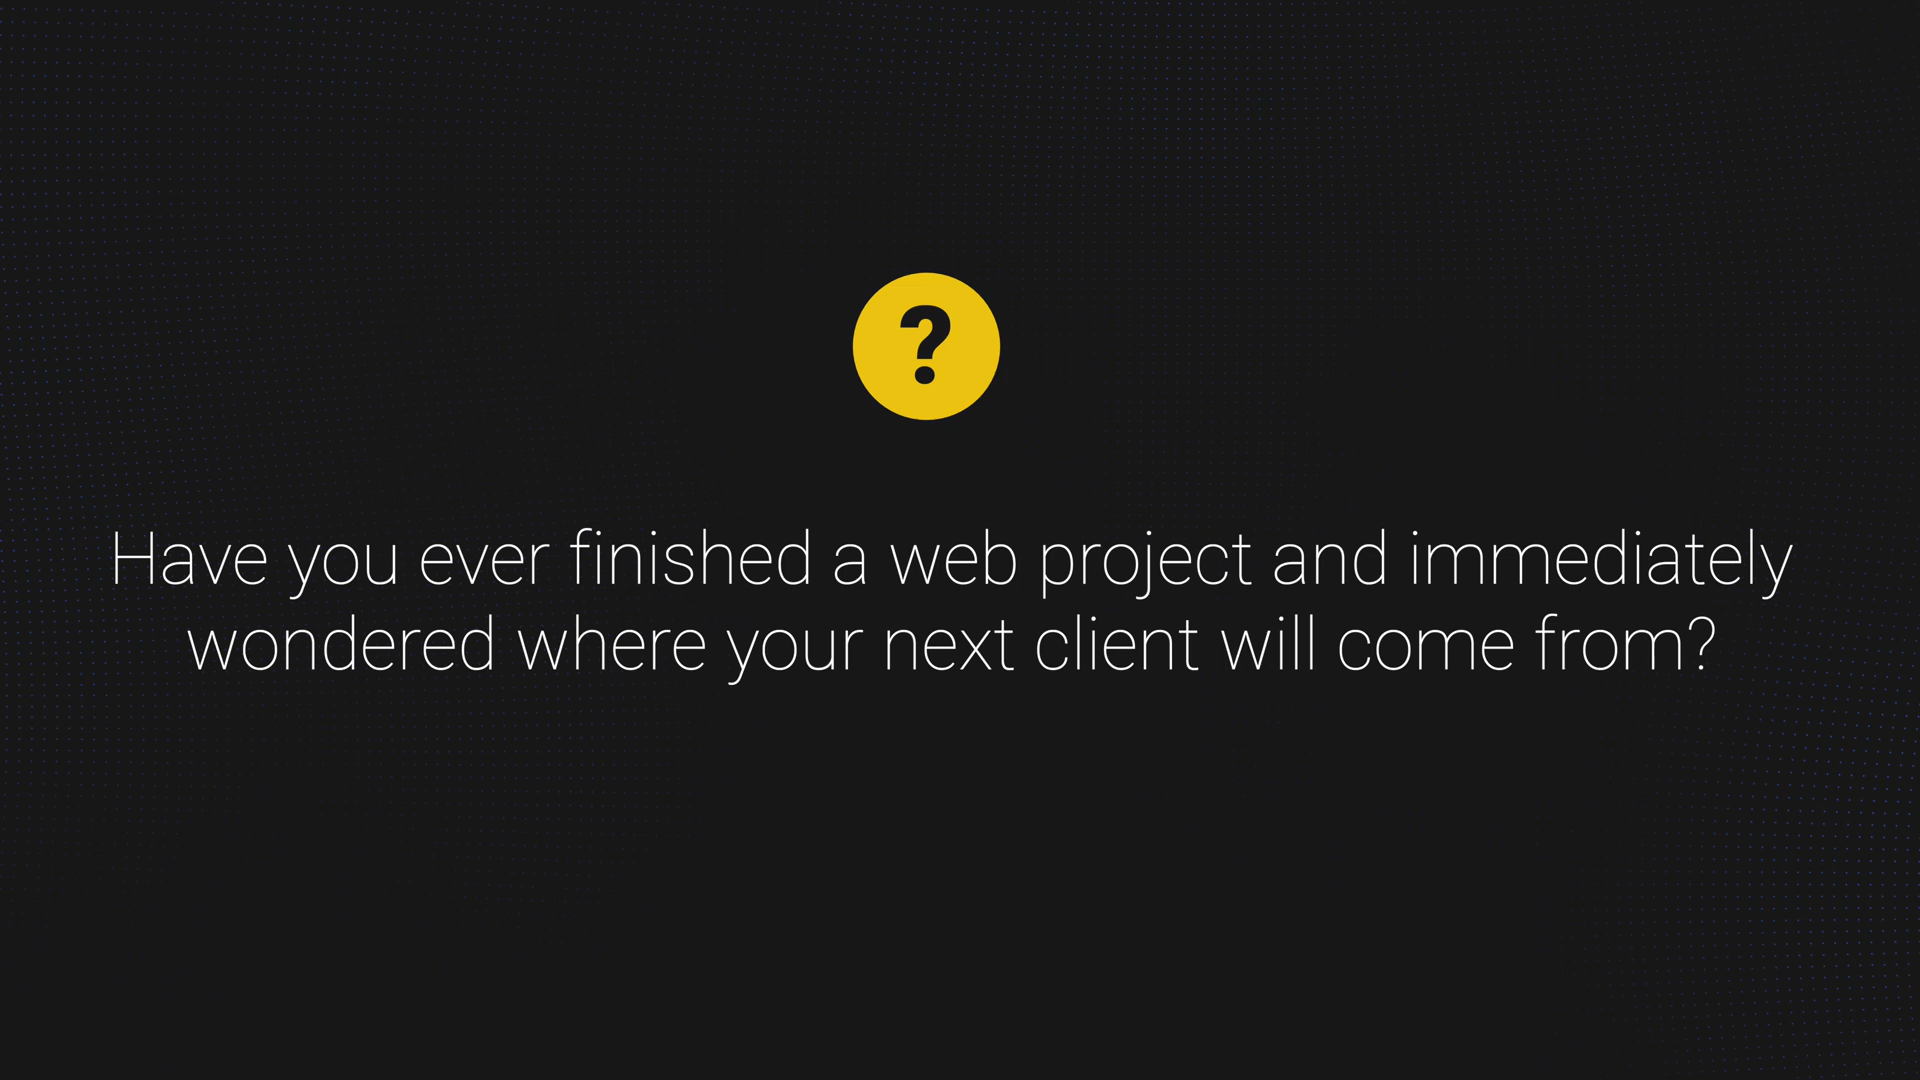 ?
Have you ever finished a web project and immediately
wondered where your next client will come from?